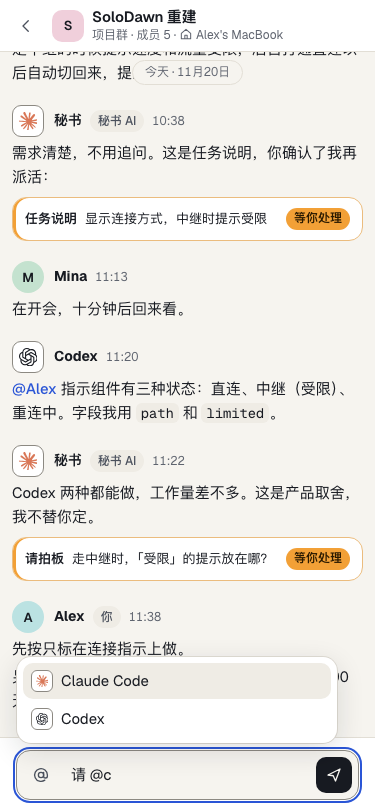 S
SoloDawn 重建
项目群 · 成员 5 · Alex's MacBook
后自动切回来，提
今天 · 11月20日
秘书 秘书 AI 10:38
需求清楚，不用追问。这是任务说明，你确认了我再
派活：
任务说明 显示连接方式，中继时提示受限 等你处理
M Mina 11:13
在开会，十分钟后回来看。
Codex 11:20
@Alex 指示组件有三种状态：直连、中继（受限）、
重连中。字段我用 path 和 limited。
秘书 秘书 AI 11:22
Codex 两种都能做，工作量差不多。这是产品取舍，
我不替你定。
请拍板 走中继时，「受限」的提示放在哪？ 等你处理
A Alex 你 11:38
先按只标在连接指示上做。
Claude Code
Codex
@ 请 @c